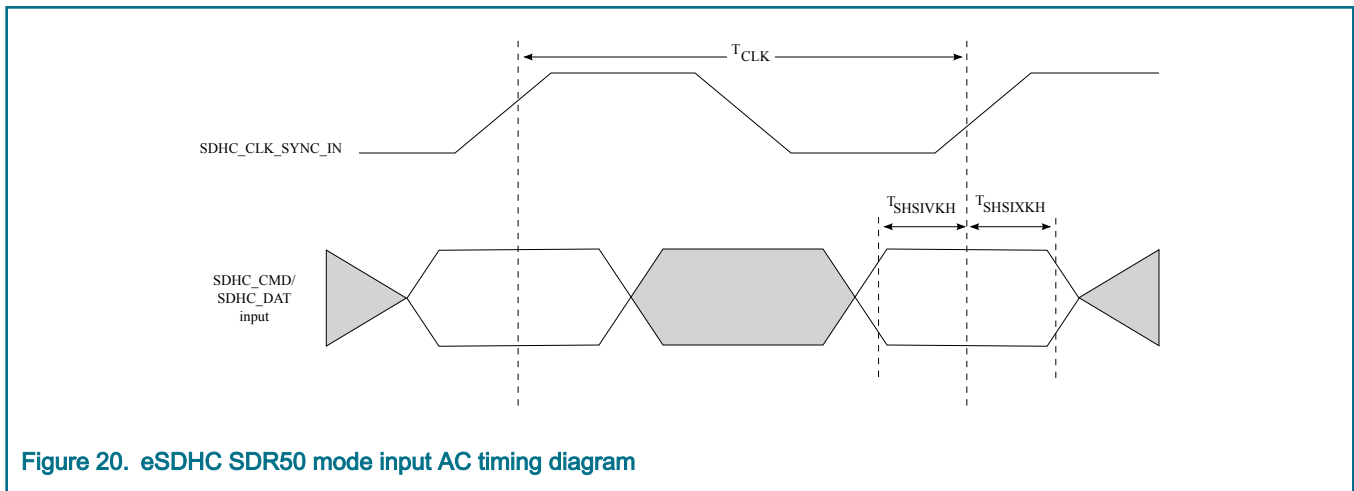 TCLK
SDHC_CLK_SYNC_IN
TSHSIVKH
TSHSIXKH
SDHC_CMD/
SDHC_DAT
input
Figure 20. eSDHC SDR50 mode input AC timing diagram